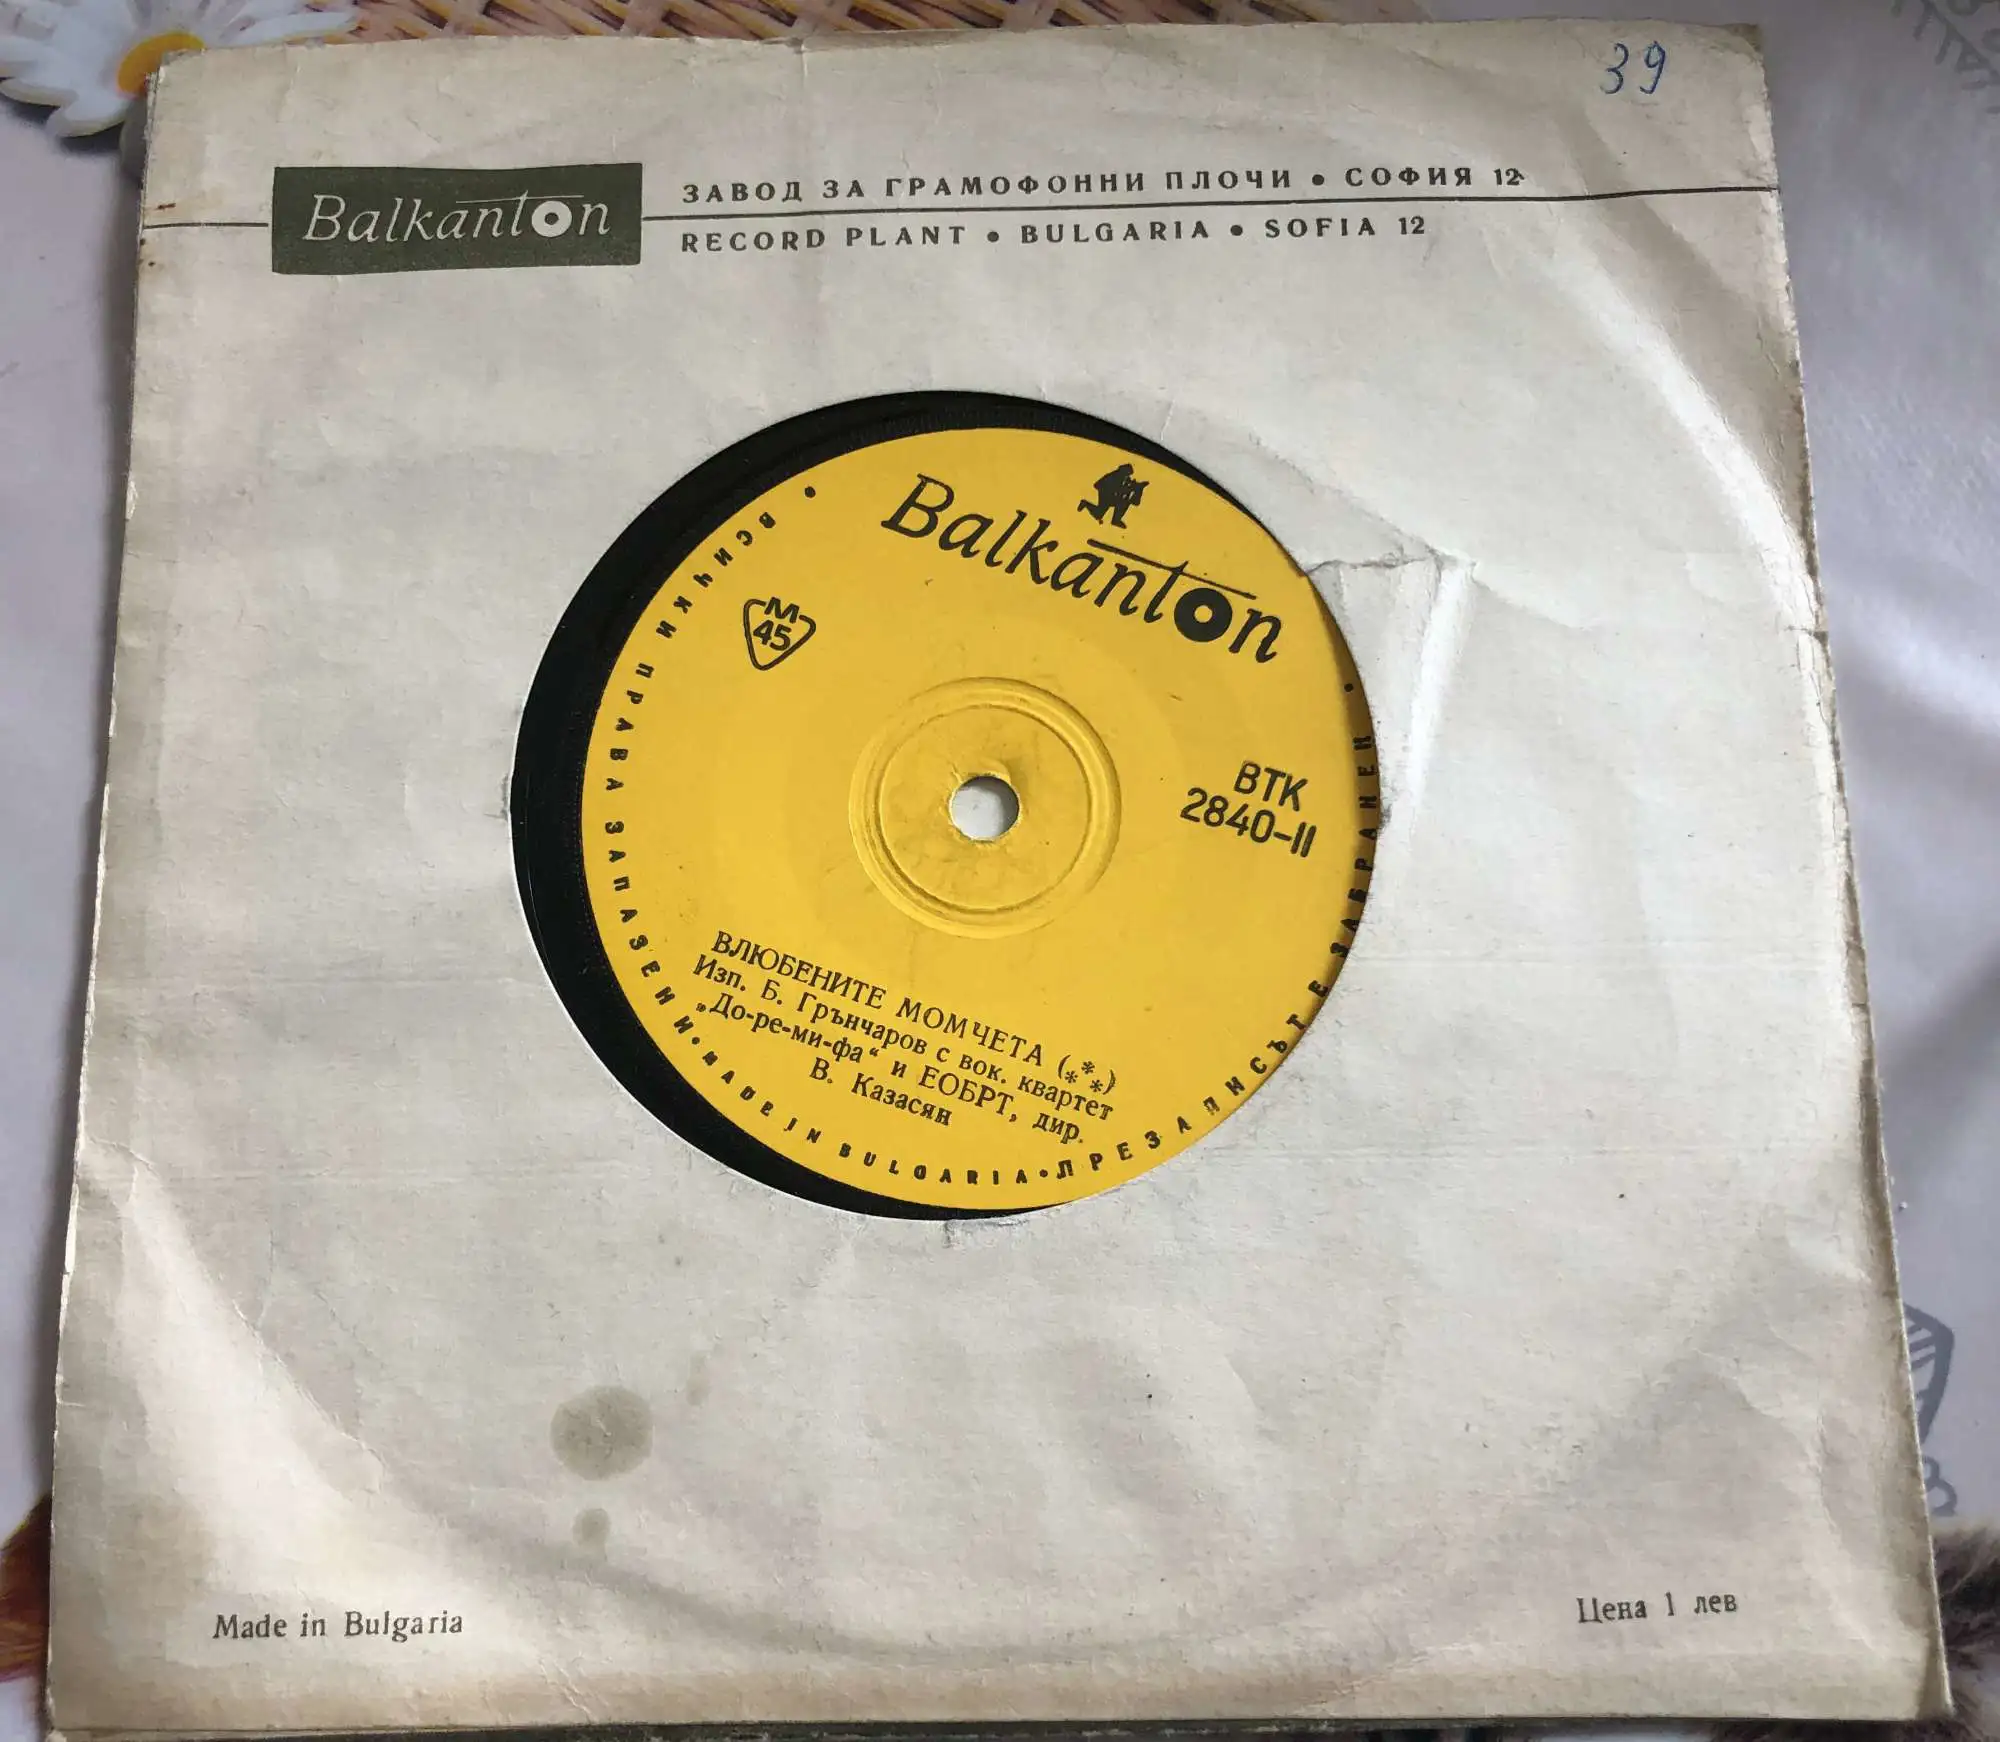 39
Balkanton
ЗАВОД ЗА ГРАМОФОННИ ПЛОЧИ • СОФИЯ 12
RECORD PLANT • BULGARIA • SOFIA 12
Balkanton
М
45
ВТК
2840-II
ВЛЮБЕНИТЕ МОМЧЕТА (***)
Изп. Б. Грънчаров с вок. квартет
„До-ре-ми-фа“ и ЕОБРТ, дир.
В. Казасян
• ВСИЧКИ ПРАВА ЗАПАЗЕНИ • MADE IN BULGARIA • ПРЕЗАПИСЪТ Е ЗАБРАНЕН •
Made in Bulgaria
Цена 1 лев